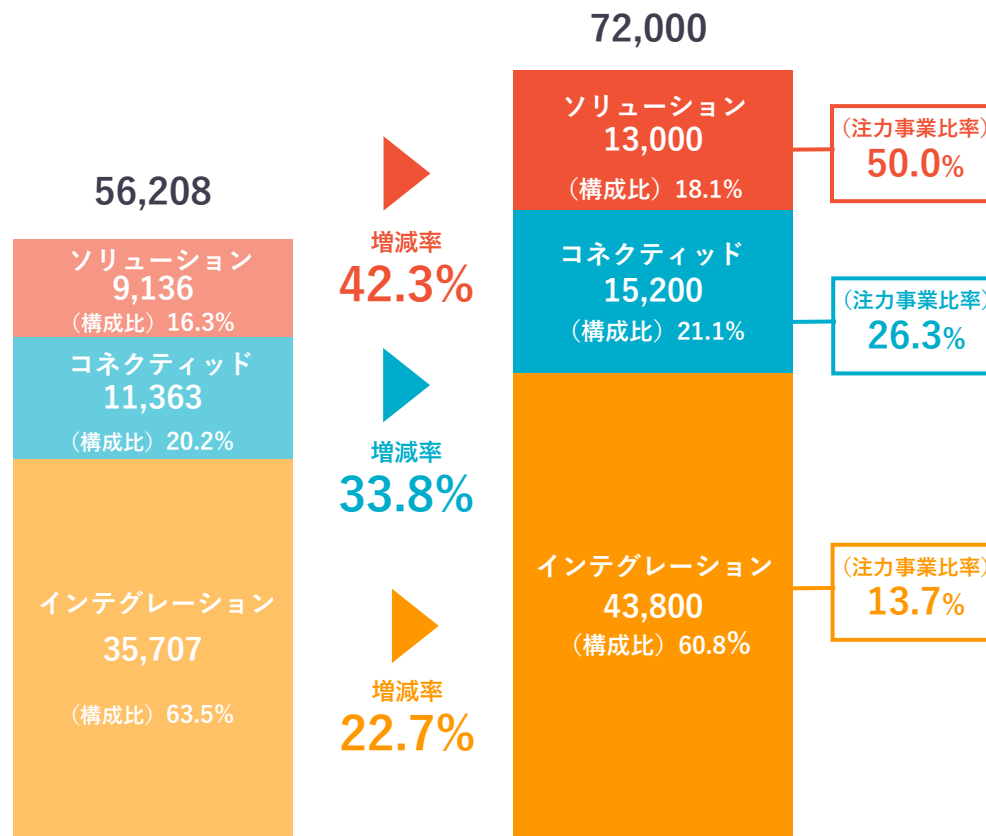 56,208
ソリューション
9,136
（構成比）16.3%
コネクティッド
11,363
（構成比）20.2%
インテグレーション
35,707
（構成比）63.5%
増減率
42.3%
増減率
33.8%
増減率
22.7%
72,000
ソリューション
13,000
（構成比）18.1%
コネクティッド
15,200
（構成比）21.1%
インテグレーション
43,800
（構成比）60.8%
（注力事業比率）
50.0%
（注力事業比率）
26.3%
（注力事業比率）
13.7%